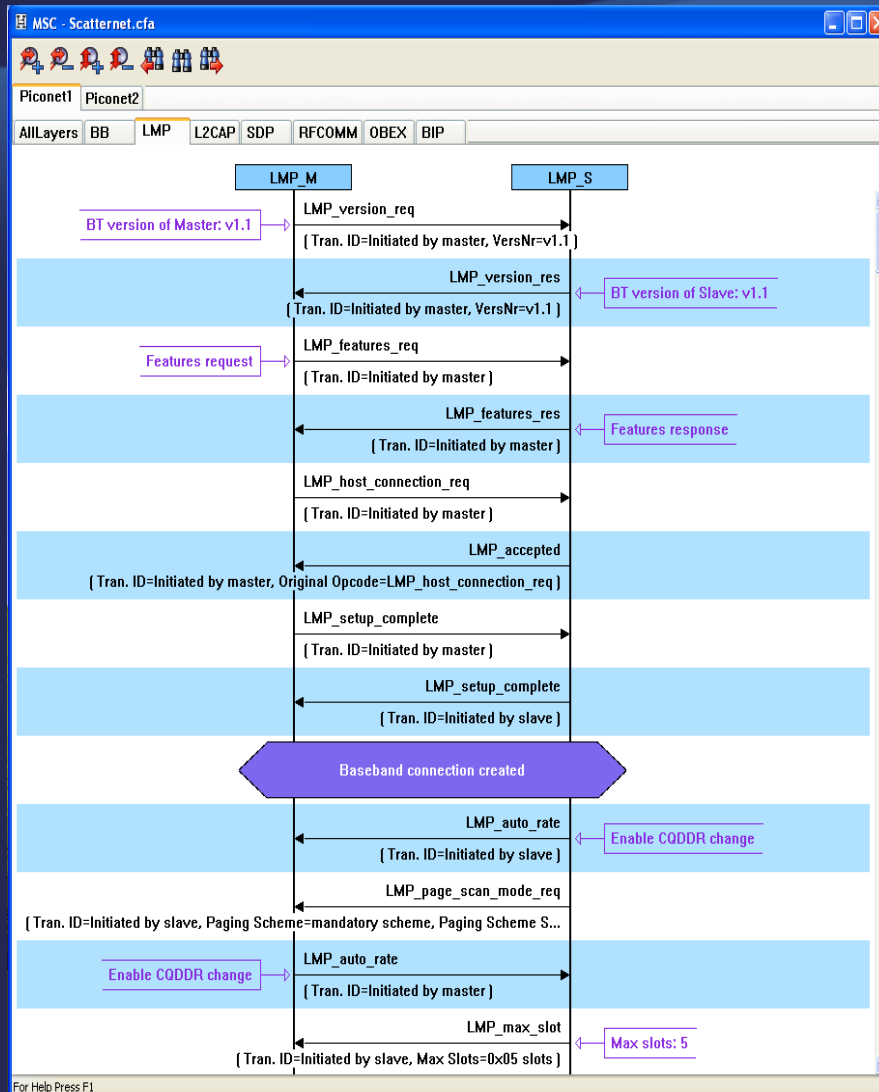 MSC - Scatternet.cfa
Piconet1 Piconet2
AllLayers BB LMP L2CAP SDP RFCOMM OBEX BIP
LMP_M LMP_S
LMP_version_req
BT version of Master: v1.1
( Tran. ID=Initiated by master, VersNr=v1.1 )
LMP_version_res
BT version of Slave: v1.1
( Tran. ID=Initiated by master, VersNr=v1.1 )
LMP_features_req
Features request
( Tran. ID=Initiated by master )
LMP_features_res
Features response
( Tran. ID=Initiated by master )
LMP_host_connection_req
( Tran. ID=Initiated by master )
LMP_accepted
( Tran. ID=Initiated by master, Original Opcode=LMP_host_connection_req )
LMP_setup_complete
( Tran. ID=Initiated by master )
LMP_setup_complete
( Tran. ID=Initiated by slave )
Baseband connection created
LMP_auto_rate
Enable CQDDR change
( Tran. ID=Initiated by slave )
LMP_page_scan_mode_req
( Tran. ID=Initiated by slave, Paging Scheme=mandatory scheme, Paging Scheme S...
LMP_auto_rate
Enable CQDDR change
( Tran. ID=Initiated by master )
LMP_max_slot
Max slots: 5
( Tran. ID=Initiated by slave, Max Slots=0x05 slots )
For Help Press F1